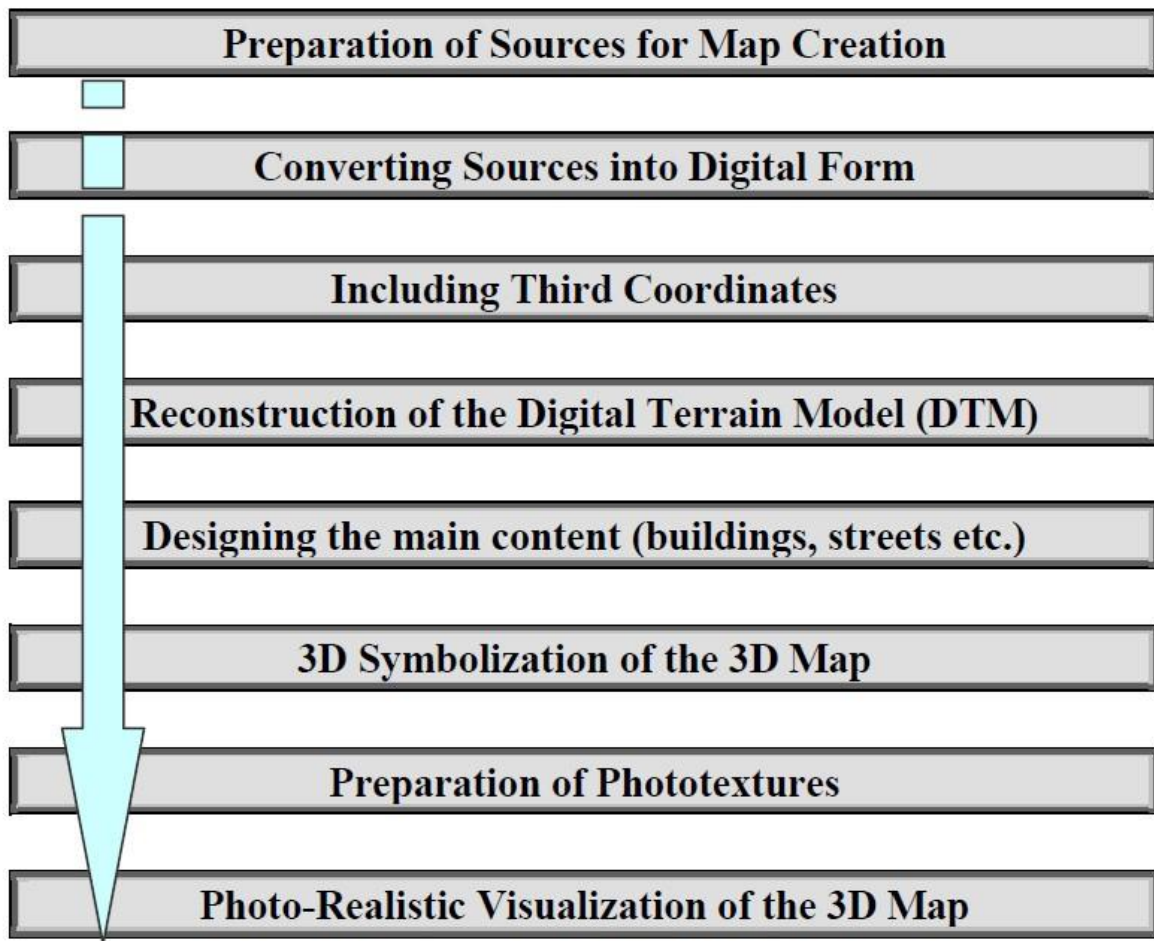 Preparation of Sources for Map Creation
Converting Sources into Digital Form
Including Third Coordinates
Reconstruction of the Digital Terrain Model (DTM)
Designing the main content (buildings, streets etc.)
3D Symbolization of the 3D Map
Preparation of Phototextures
Photo-Realistic Visualization of the 3D Map